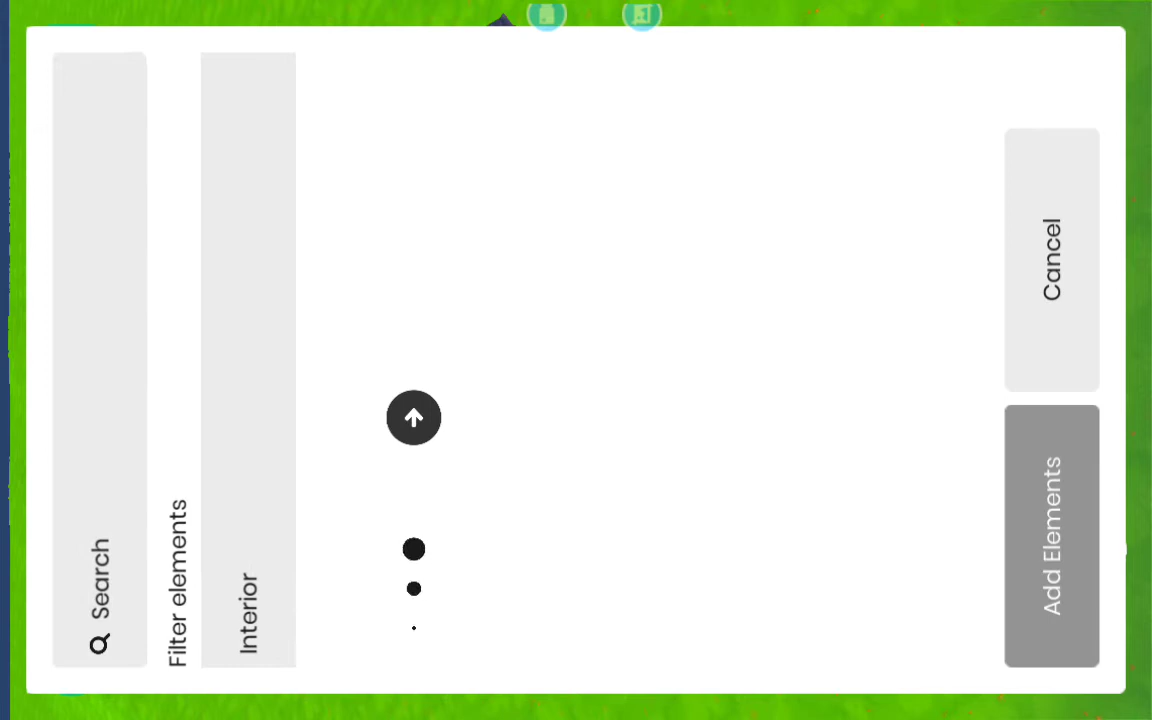 Search
Filter elements
Interior
Add Elements
Cancel